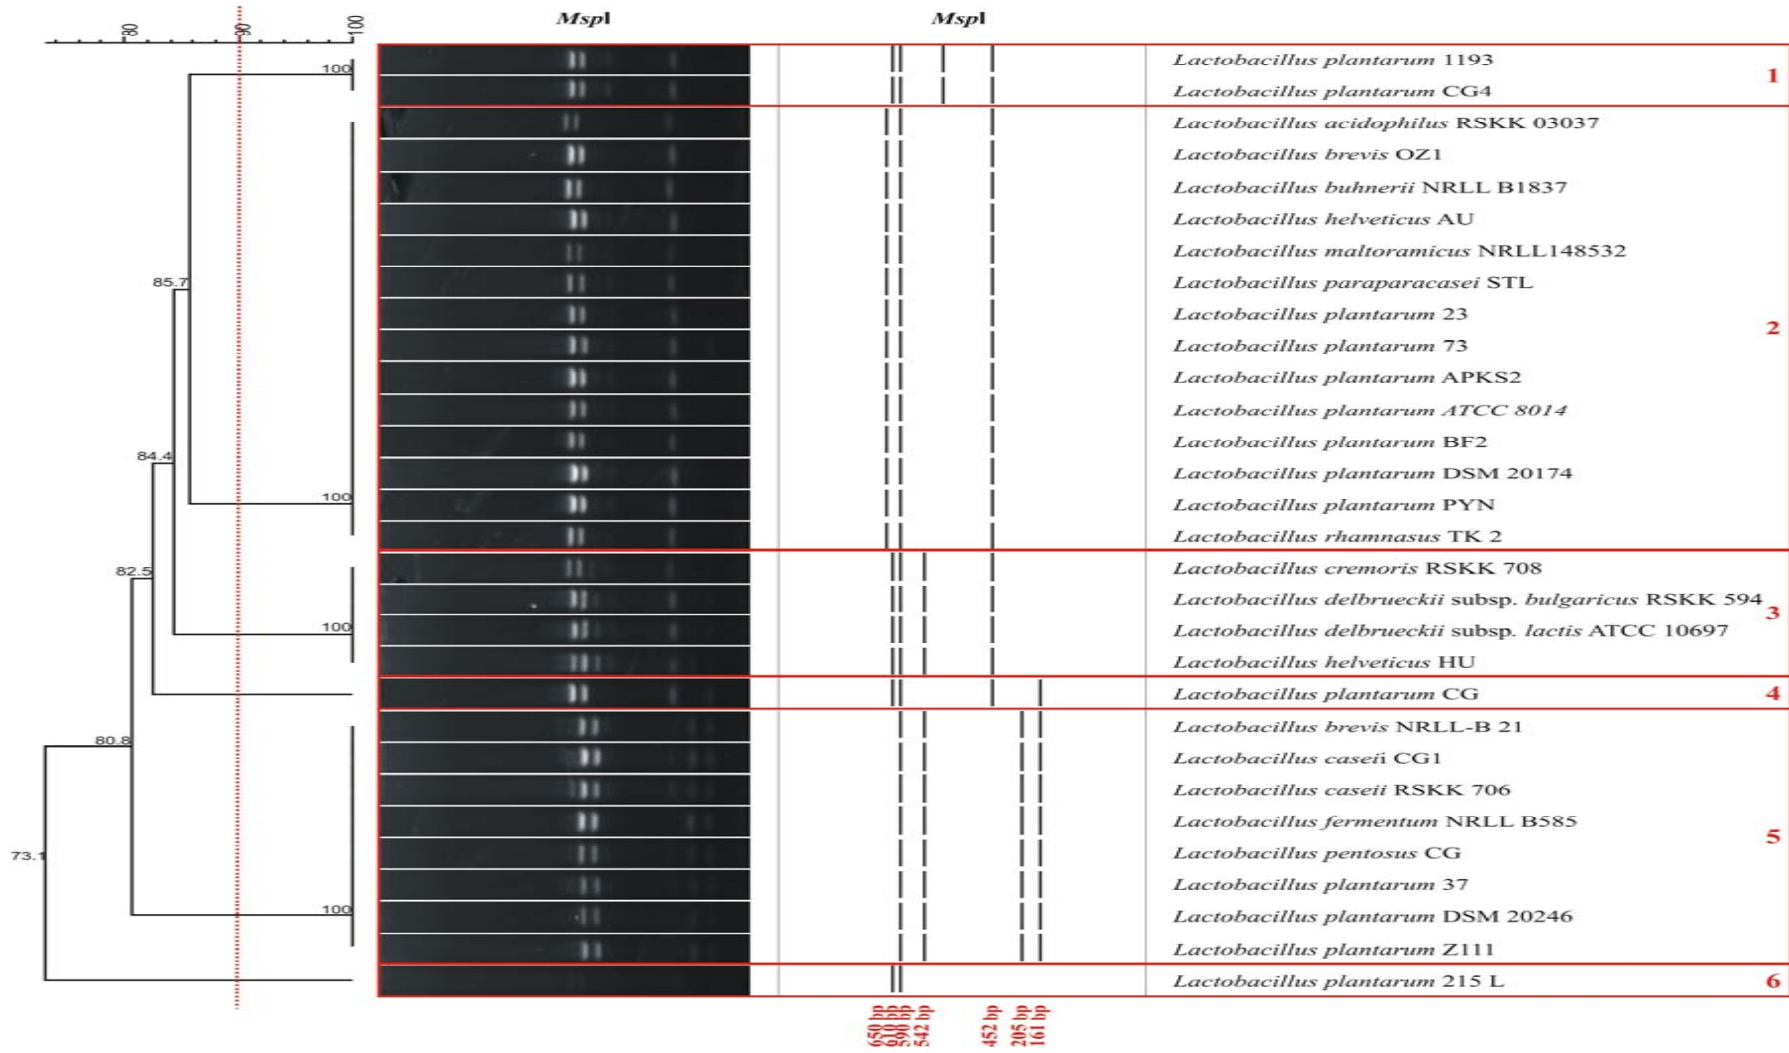 MspI MspI
80 90 100
100 Lactobacillus plantarum 1193 1
Lactobacillus plantarum CG4
Lactobacillus acidophilus RSKK 03037
Lactobacillus brevis OZ1
Lactobacillus buhnerii NRLL B1837
Lactobacillus helveticus AU
Lactobacillus maltoramicus NRLL148532
85.7 Lactobacillus paraparacasei STL
Lactobacillus plantarum 23 2
Lactobacillus plantarum 73
Lactobacillus plantarum APKS2
Lactobacillus plantarum ATCC 8014
84.4 Lactobacillus plantarum BF2
Lactobacillus plantarum DSM 20174
100 Lactobacillus plantarum PYN
Lactobacillus rhamnasus TK 2
82.5 Lactobacillus cremoris RSKK 708
Lactobacillus delbrueckii subsp. bulgaricus RSKK 594 3
100 Lactobacillus delbrueckii subsp. lactis ATCC 10697
Lactobacillus helveticus HU
Lactobacillus plantarum CG 4
80.8 Lactobacillus brevis NRLL-B 21
Lactobacillus caseii CG1
Lactobacillus caseii RSKK 706
Lactobacillus fermentum NRLL B585 5
73.1 Lactobacillus pentosus CG
Lactobacillus plantarum 37
100 Lactobacillus plantarum DSM 20246
Lactobacillus plantarum Z111
Lactobacillus plantarum 215 L 6
650 bp 610 bp 590 bp 542 bp 452 bp 205 bp 161 bp